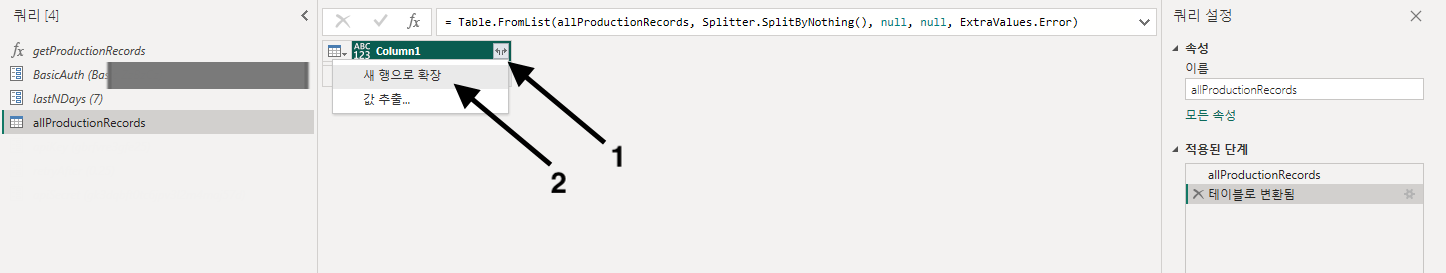 쿼리 [4]
fx getProductionRecords
BasicAuth (Bas
lastNDays (7)
allProductionRecords
fx = Table.FromList(allProductionRecords, Splitter.SplitByNothing(), null, null, ExtraValues.Error)
ABC 123 Column1
새 행으로 확장
값 추출...
1
2
쿼리 설정
속성
이름
allProductionRecords
모든 속성
적용된 단계
allProductionRecords
테이블로 변환됨